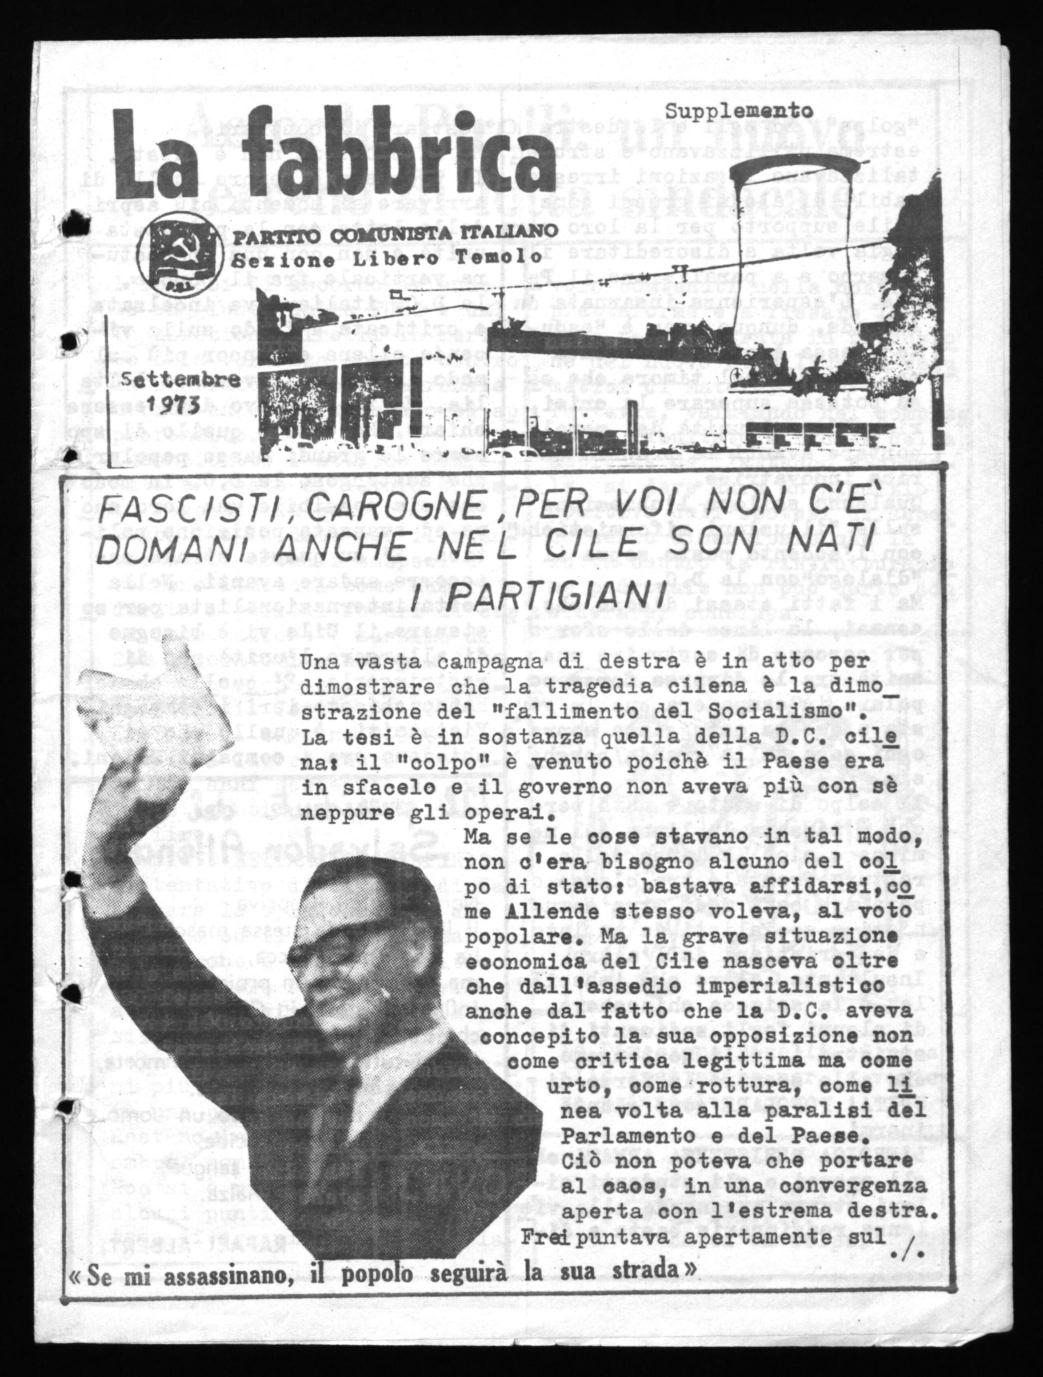 Supplemento
La fabbrica
PARTITO COMUNISTA ITALIANO
Sezione Libero Temolo
P.C.I.
Settembre
1973
FASCISTI, CAROGNE, PER VOI NON C'E'
DOMANI, ANCHE NEL CILE SON NATI
I PARTIGIANI
Una vasta campagna di destra è in atto per
dimostrare che la tragedia cilena è la dimo_
strazione del "fallimento del Socialismo".
La tesi è in sostanza quella della D.C. cile
na: il "colpo" è venuto poichè il Paese era
in sfacelo e il governo non aveva più con sè
neppure gli operai.
Ma se le cose stavano in tal modo,
non c'era bisogno alcuno del col
po di stato: bastava affidarsi,co
me Allende stesso voleva, al voto
popolare. Ma la grave situazione
economica del Cile nasceva oltre
che dall'assedio imperialistico
anche dal fatto che la D.C. aveva
concepito la sua opposizione non
come critica legittima ma come
urto, come rottura, come li
nea volta alla paralisi del
Parlamento e del Paese.
Ciò non poteva che portare
al caos, in una convergenza
aperta con l'estrema destra.
Frei puntava apertamente sul
./.
«Se mi assassinano, il popolo seguirà la sua strada»